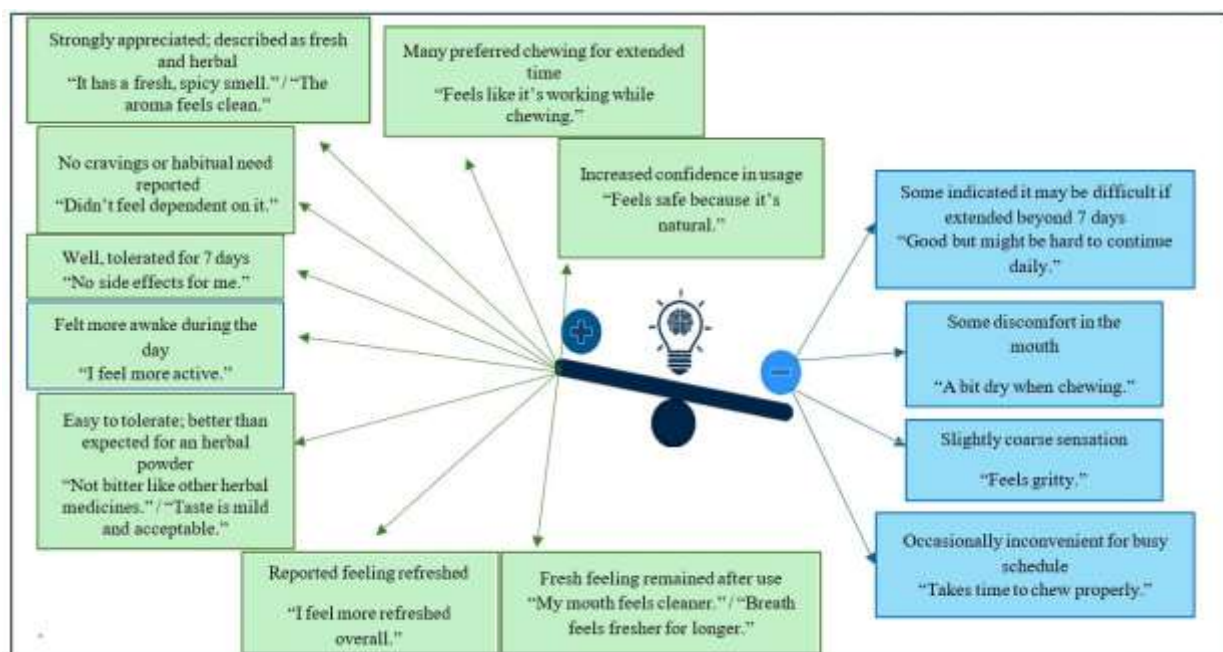 Strongly appreciated; described as fresh
and herbal
“It has a fresh, spicy smell.” / “The
aroma feels clean.”
Many preferred chewing for extended
time
“Feels like it’s working while
chewing.”
No cravings or habitual need
reported
“Didn’t feel dependent on it.”
Increased confidence in usage
“Feels safe because it’s
natural.”
Some indicated it may be difficult if
extended beyond 7 days
“Good but might be hard to continue
daily.”
Well, tolerated for 7 days
“No side effects for me.”
Felt more awake during the
day
“I feel more active.”
Some discomfort in the
mouth
“A bit dry when chewing.”
Easy to tolerate; better than
expected for an herbal
powder
“Not bitter like other herbal
medicines.” / “Taste is mild
and acceptable.”
Slightly coarse sensation
“Feels gritty.”
Occasionally inconvenient for busy
schedule
“Takes time to chew properly.”
Reported feeling refreshed
“I feel more refreshed
overall.”
Fresh feeling remained after use
“My mouth feels cleaner.” / “Breath
feels fresher for longer.”